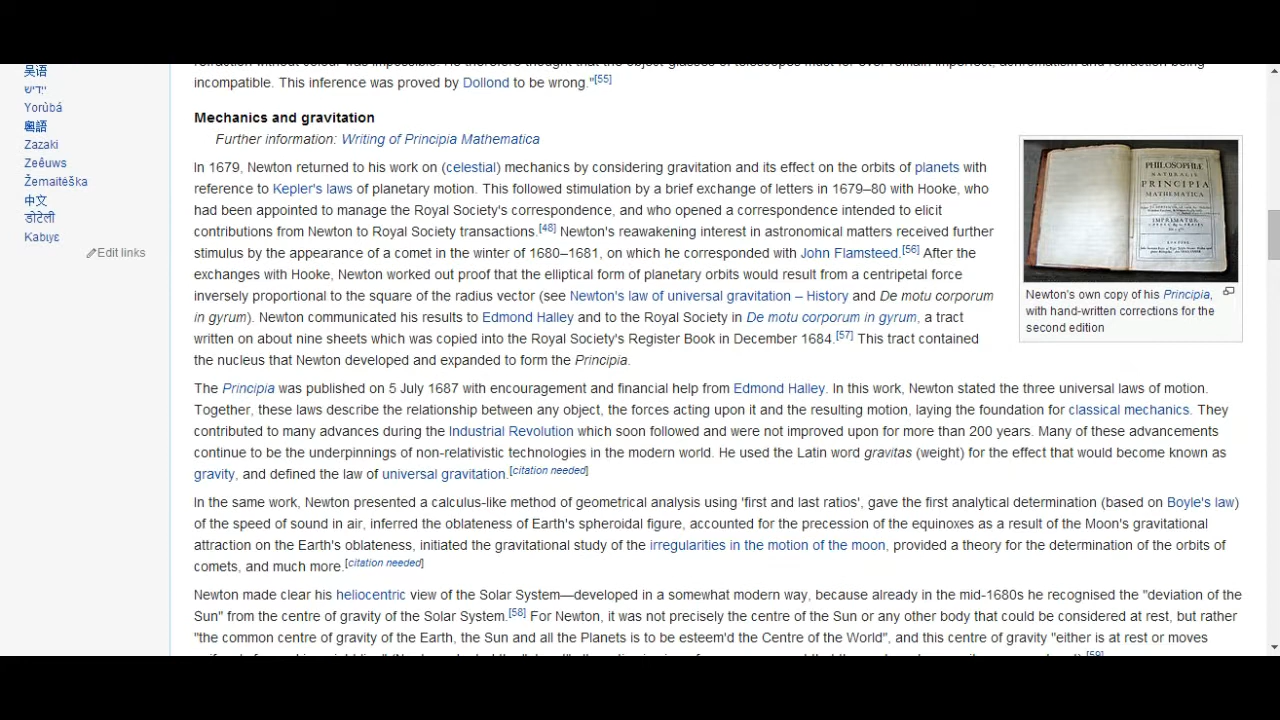 吴语
ייִדיש
Yorùbá
粵語
Zazaki
Zeêuws
Žemaitėška
中文
डोटेली
Kabɩyɛ
Edit links
incompatible. This inference was proved by Dollond to be wrong."[55]
Mechanics and gravitation
Further information: Writing of Principia Mathematica
In 1679, Newton returned to his work on (celestial) mechanics by considering gravitation and its effect on the orbits of planets with
reference to Kepler's laws of planetary motion. This followed stimulation by a brief exchange of letters in 1679–80 with Hooke, who
had been appointed to manage the Royal Society's correspondence, and who opened a correspondence intended to elicit
contributions from Newton to Royal Society transactions.[48] Newton's reawakening interest in astronomical matters received further
stimulus by the appearance of a comet in the winter of 1680–1681, on which he corresponded with John Flamsteed.[56] After the
exchanges with Hooke, Newton worked out proof that the elliptical form of planetary orbits would result from a centripetal force
inversely proportional to the square of the radius vector (see Newton's law of universal gravitation – History and De motu corporum
in gyrum). Newton communicated his results to Edmond Halley and to the Royal Society in De motu corporum in gyrum, a tract
written on about nine sheets which was copied into the Royal Society's Register Book in December 1684.[57] This tract contained
the nucleus that Newton developed and expanded to form the Principia.
PHILOSOPHIÆ
NATURALIS
PRINCIPIA
MATHEMATICA
IMPRIMATUR
Newton's own copy of his Principia,
with hand-written corrections for the
second edition
The Principia was published on 5 July 1687 with encouragement and financial help from Edmond Halley. In this work, Newton stated the three universal laws of motion.
Together, these laws describe the relationship between any object, the forces acting upon it and the resulting motion, laying the foundation for classical mechanics. They
contributed to many advances during the Industrial Revolution which soon followed and were not improved upon for more than 200 years. Many of these advancements
continue to be the underpinnings of non-relativistic technologies in the modern world. He used the Latin word gravitas (weight) for the effect that would become known as
gravity, and defined the law of universal gravitation.[citation needed]
In the same work, Newton presented a calculus-like method of geometrical analysis using 'first and last ratios', gave the first analytical determination (based on Boyle's law)
of the speed of sound in air, inferred the oblateness of Earth's spheroidal figure, accounted for the precession of the equinoxes as a result of the Moon's gravitational
attraction on the Earth's oblateness, initiated the gravitational study of the irregularities in the motion of the moon, provided a theory for the determination of the orbits of
comets, and much more.[citation needed]
Newton made clear his heliocentric view of the Solar System—developed in a somewhat modern way, because already in the mid-1680s he recognised the "deviation of the
Sun" from the centre of gravity of the Solar System.[58] For Newton, it was not precisely the centre of the Sun or any other body that could be considered at rest, but rather
"the common centre of gravity of the Earth, the Sun and all the Planets is to be esteem'd the Centre of the World", and this centre of gravity "either is at rest or moves